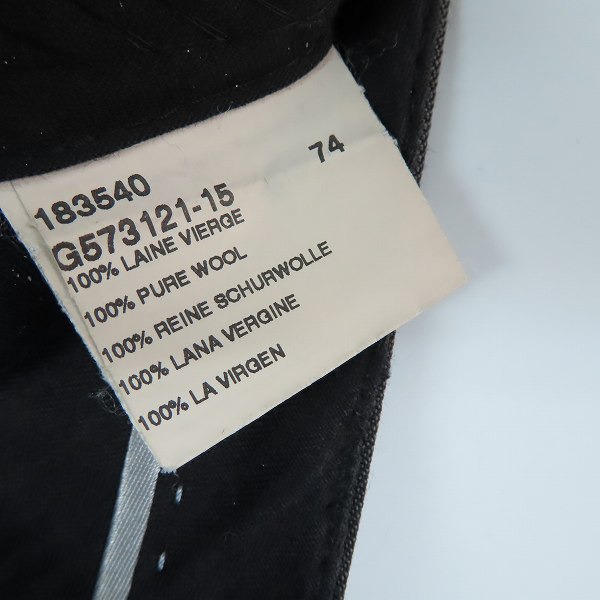 183540 74
G573121-15
100% LAINE VIERGE
100% PURE WOOL
100% REINE SCHURWOLLE
100% LANA VERGINE
100% LA VIRGEN